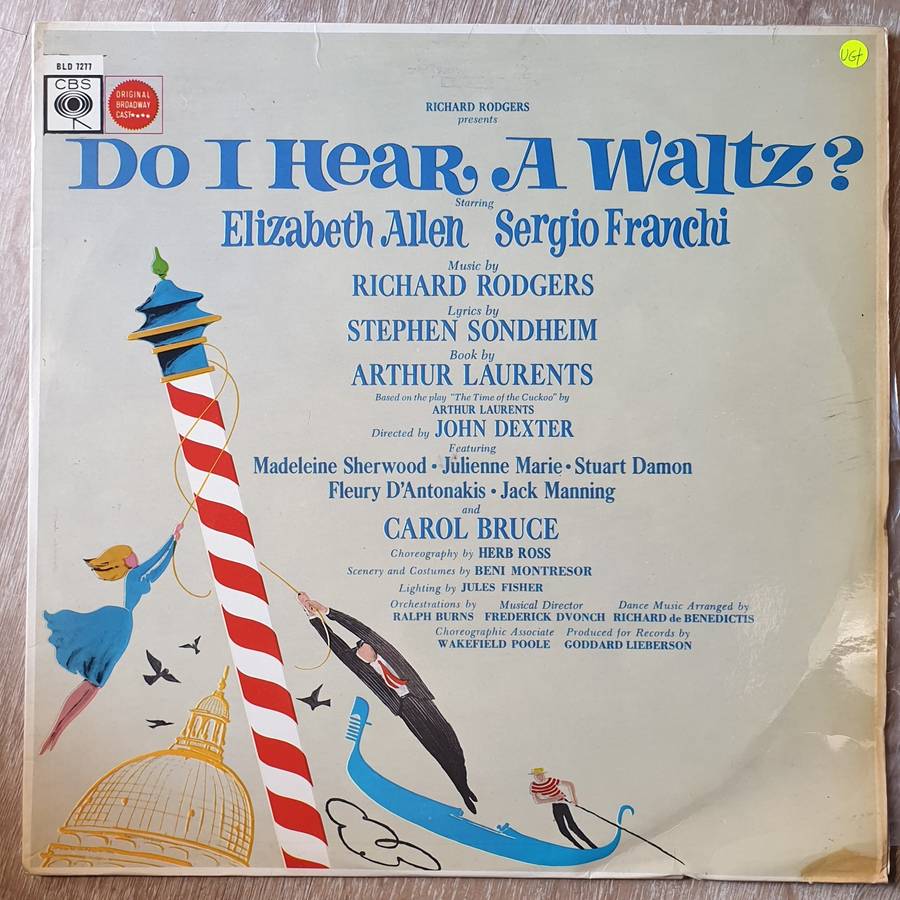 BLD 7277
CBS
ORIGINAL
BROADWAY
CAST
VG+
RICHARD RODGERS
presents
Do I Hear A Waltz?
Starring
Elizabeth Allen Sergio Franchi
Music by
RICHARD RODGERS
Lyrics by
STEPHEN SONDHEIM
Book by
ARTHUR LAURENTS
Based on the play "The Time of the Cuckoo" by
ARTHUR LAURENTS
Directed by JOHN DEXTER
Featuring
Madeleine Sherwood • Julienne Marie • Stuart Damon
Fleury D'Antonakis • Jack Manning
and
CAROL BRUCE
Choreography by HERB ROSS
Scenery and Costumes by BENI MONTRESOR
Lighting by JULES FISHER
Orchestrations by Musical Director Dance Music Arranged by
RALPH BURNS FREDERICK DVONCH RICHARD de BENEDICTIS
Choreographic Associate Produced for Records by
WAKEFIELD POOLE GODDARD LIEBERSON